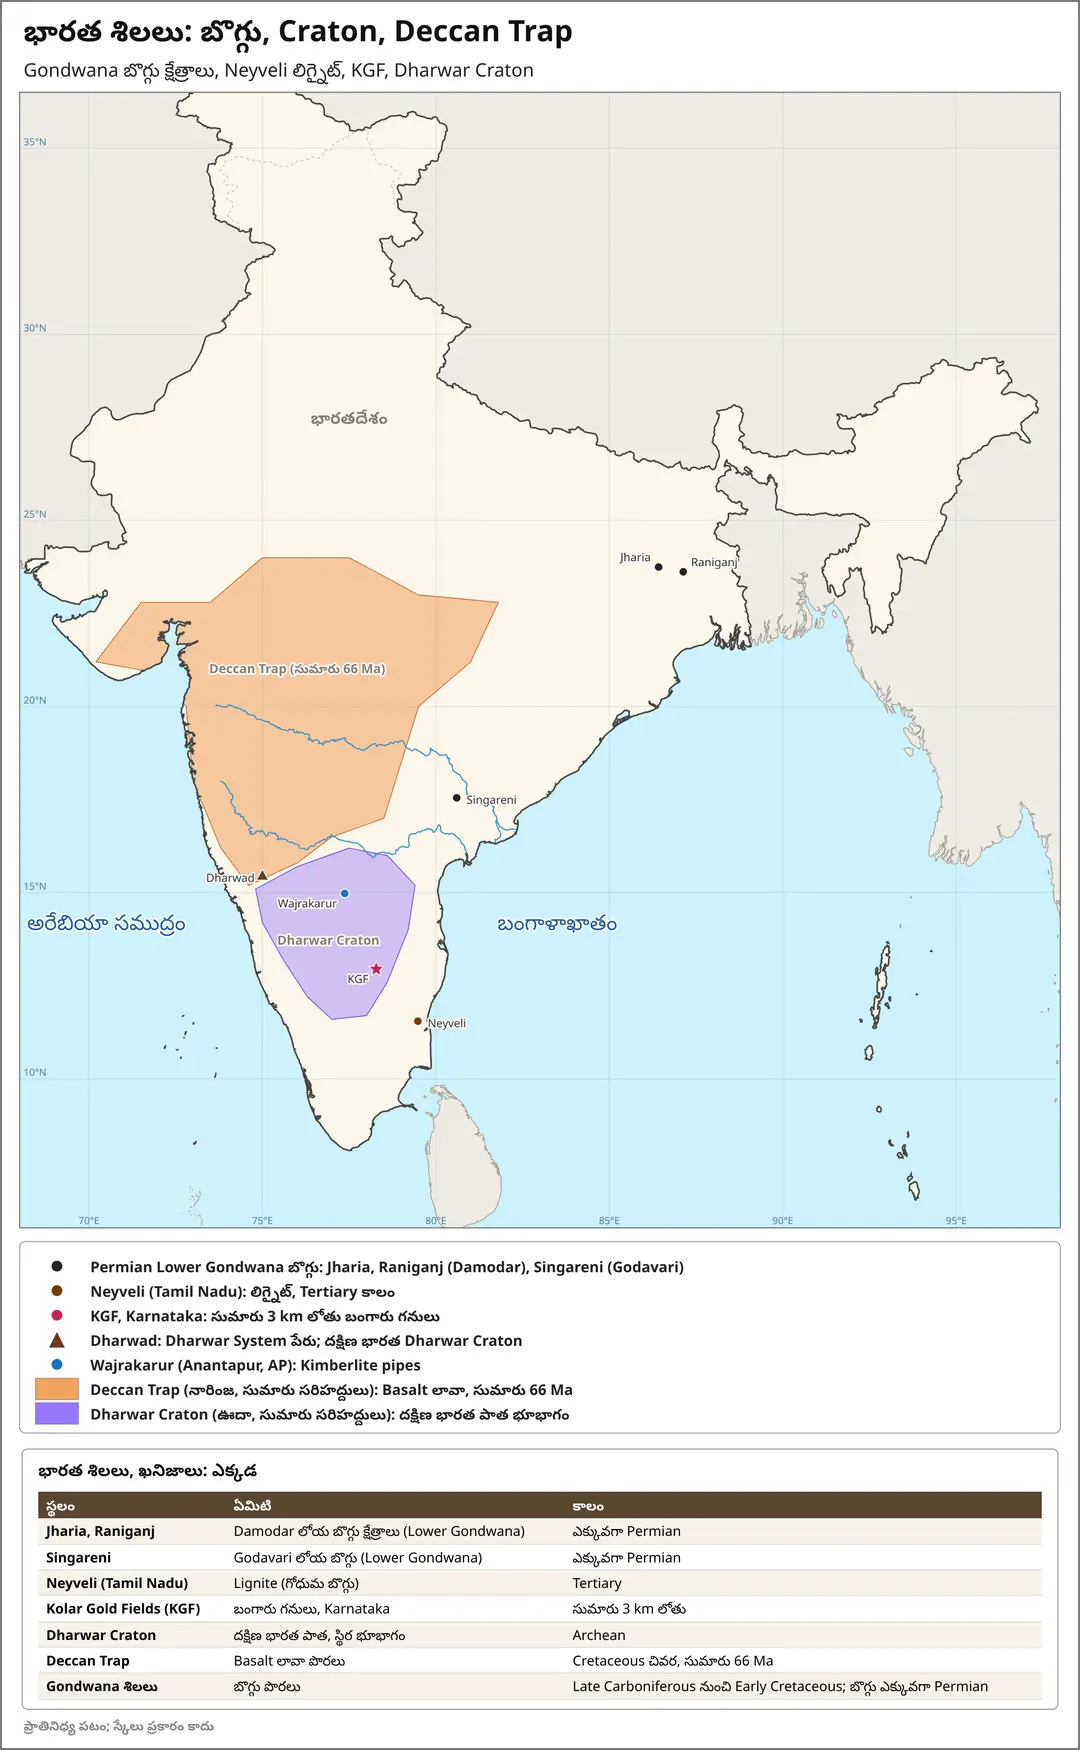 భారత శిలలు: బొగ్గు, Craton, Deccan Trap
Gondwana బొగ్గు క్షేత్రాలు, Neyveli లిగ్నైట్, KGF, Dharwar Craton
35°N
30°N
భారతదేశం
25°N
Jharia
Raniganj
Deccan Trap (సుమారు 66 Ma)
20°N
Singareni
Dharwad
15°N
Wajrakarur
అరేబియా సముద్రం
బంగాళాఖాతం
Dharwar Craton
KGF
Neyveli
10°N
70°E 75°E 80°E 85°E 90°E 95°E
Permian Lower Gondwana బొగ్గు: Jharia, Raniganj (Damodar), Singareni (Godavari)
Neyveli (Tamil Nadu): లిగ్నైట్, Tertiary కాలం
KGF, Karnataka: సుమారు 3 km లోతు బంగారు గనులు
Dharwad: Dharwar System పేరు; దక్షిణ భారత Dharwar Craton
Wajrakarur (Anantapur, AP): Kimberlite pipes
Deccan Trap (నారింజ, సుమారు సరిహద్దులు): Basalt లావా, సుమారు 66 Ma
Dharwar Craton (ఊదా, సుమారు సరిహద్దులు): దక్షిణ భారత పాత భూభాగం
భారత శిలలు, ఖనిజాలు: ఎక్కడ
స్థలం ఏమిటి కాలం
Jharia, Raniganj Damodar లోయ బొగ్గు క్షేత్రాలు (Lower Gondwana) ఎక్కువగా Permian
Singareni Godavari లోయ బొగ్గు (Lower Gondwana) ఎక్కువగా Permian
Neyveli (Tamil Nadu) Lignite (గోధుమ బొగ్గు) Tertiary
Kolar Gold Fields (KGF) బంగారు గనులు, Karnataka సుమారు 3 km లోతు
Dharwar Craton దక్షిణ భారత పాత, స్థిర భూభాగం Archean
Deccan Trap Basalt లావా పొరలు Cretaceous చివర, సుమారు 66 Ma
Gondwana శిలలు బొగ్గు పొరలు Late Carboniferous నుంచి Early Cretaceous; బొగ్గు ఎక్కువగా Permian
ప్రాతినిధ్య పటం; స్కేలు ప్రకారం కాదు